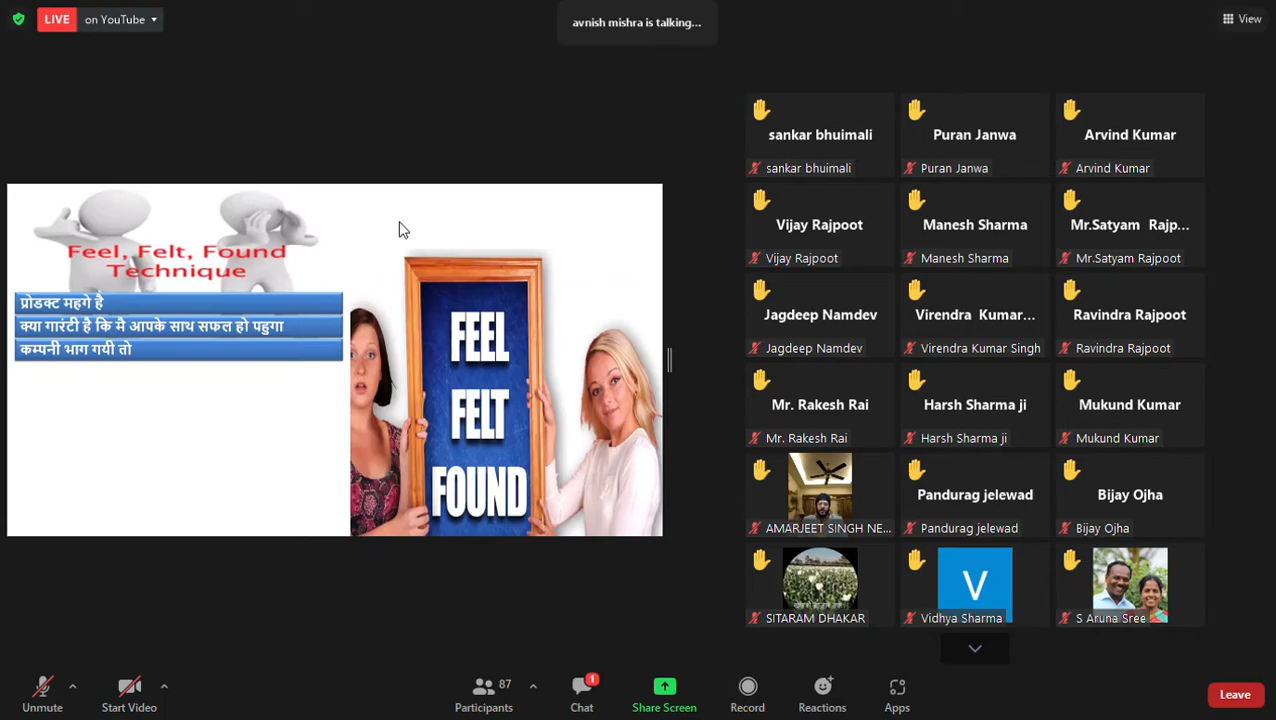 LIVE on YouTube
avnish mishra is talking...
View
Feel, Felt, Found
Technique
प्रोडक्ट महगे है
क्या गारंटी है कि मै आपके साथ सफल हो पहुगा
कम्पनी भाग गयी तो
FEEL
FELT
FOUND
sankar bhuimali
sankar bhuimali
Puran Janwa
Puran Janwa
Arvind Kumar
Arvind Kumar
Vijay Rajpoot
Vijay Rajpoot
Manesh Sharma
Manesh Sharma
Mr.Satyam Rajp...
Mr.Satyam Rajpoot
Jagdeep Namdev
Jagdeep Namdev
Virendra Kumar...
Virendra Kumar Singh
Ravindra Rajpoot
Ravindra Rajpoot
Mr. Rakesh Rai
Mr. Rakesh Rai
Harsh Sharma ji
Harsh Sharma ji
Mukund Kumar
Mukund Kumar
AMARJEET SINGH NE...
Pandurag jelewad
Pandurag jelewad
Bijay Ojha
Bijay Ojha
SITARAM DHAKAR
V
Vidhya Sharma
S Aruna Sree
Unmute
Start Video
87
Participants
1
Chat
Share Screen
Record
Reactions
Apps
Leave